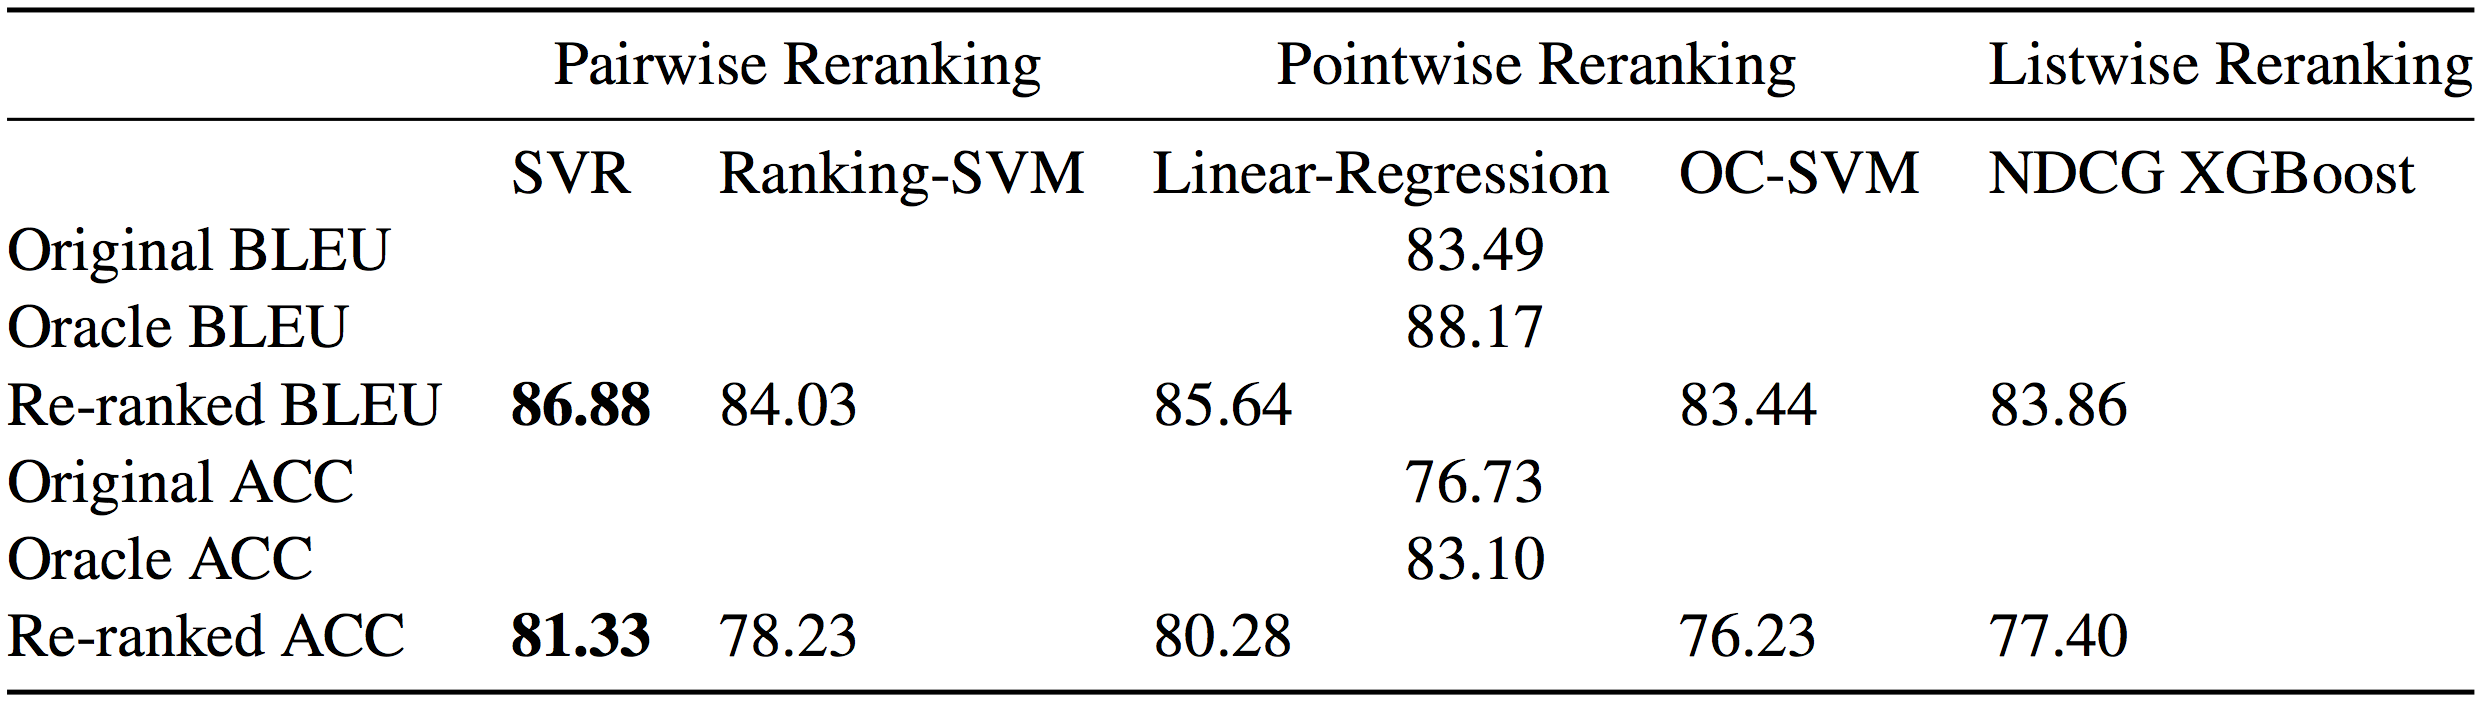 Pairwise Reranking Pointwise Reranking Listwise Reranking
SVR Ranking-SVM Linear-Regression OC-SVM NDCG XGBoost
Original BLEU 83.49
Oracle BLEU 88.17
Re-ranked BLEU 86.88 84.03 85.64 83.44 83.86
Original ACC 76.73
Oracle ACC 83.10
Re-ranked ACC 81.33 78.23 80.28 76.23 77.40